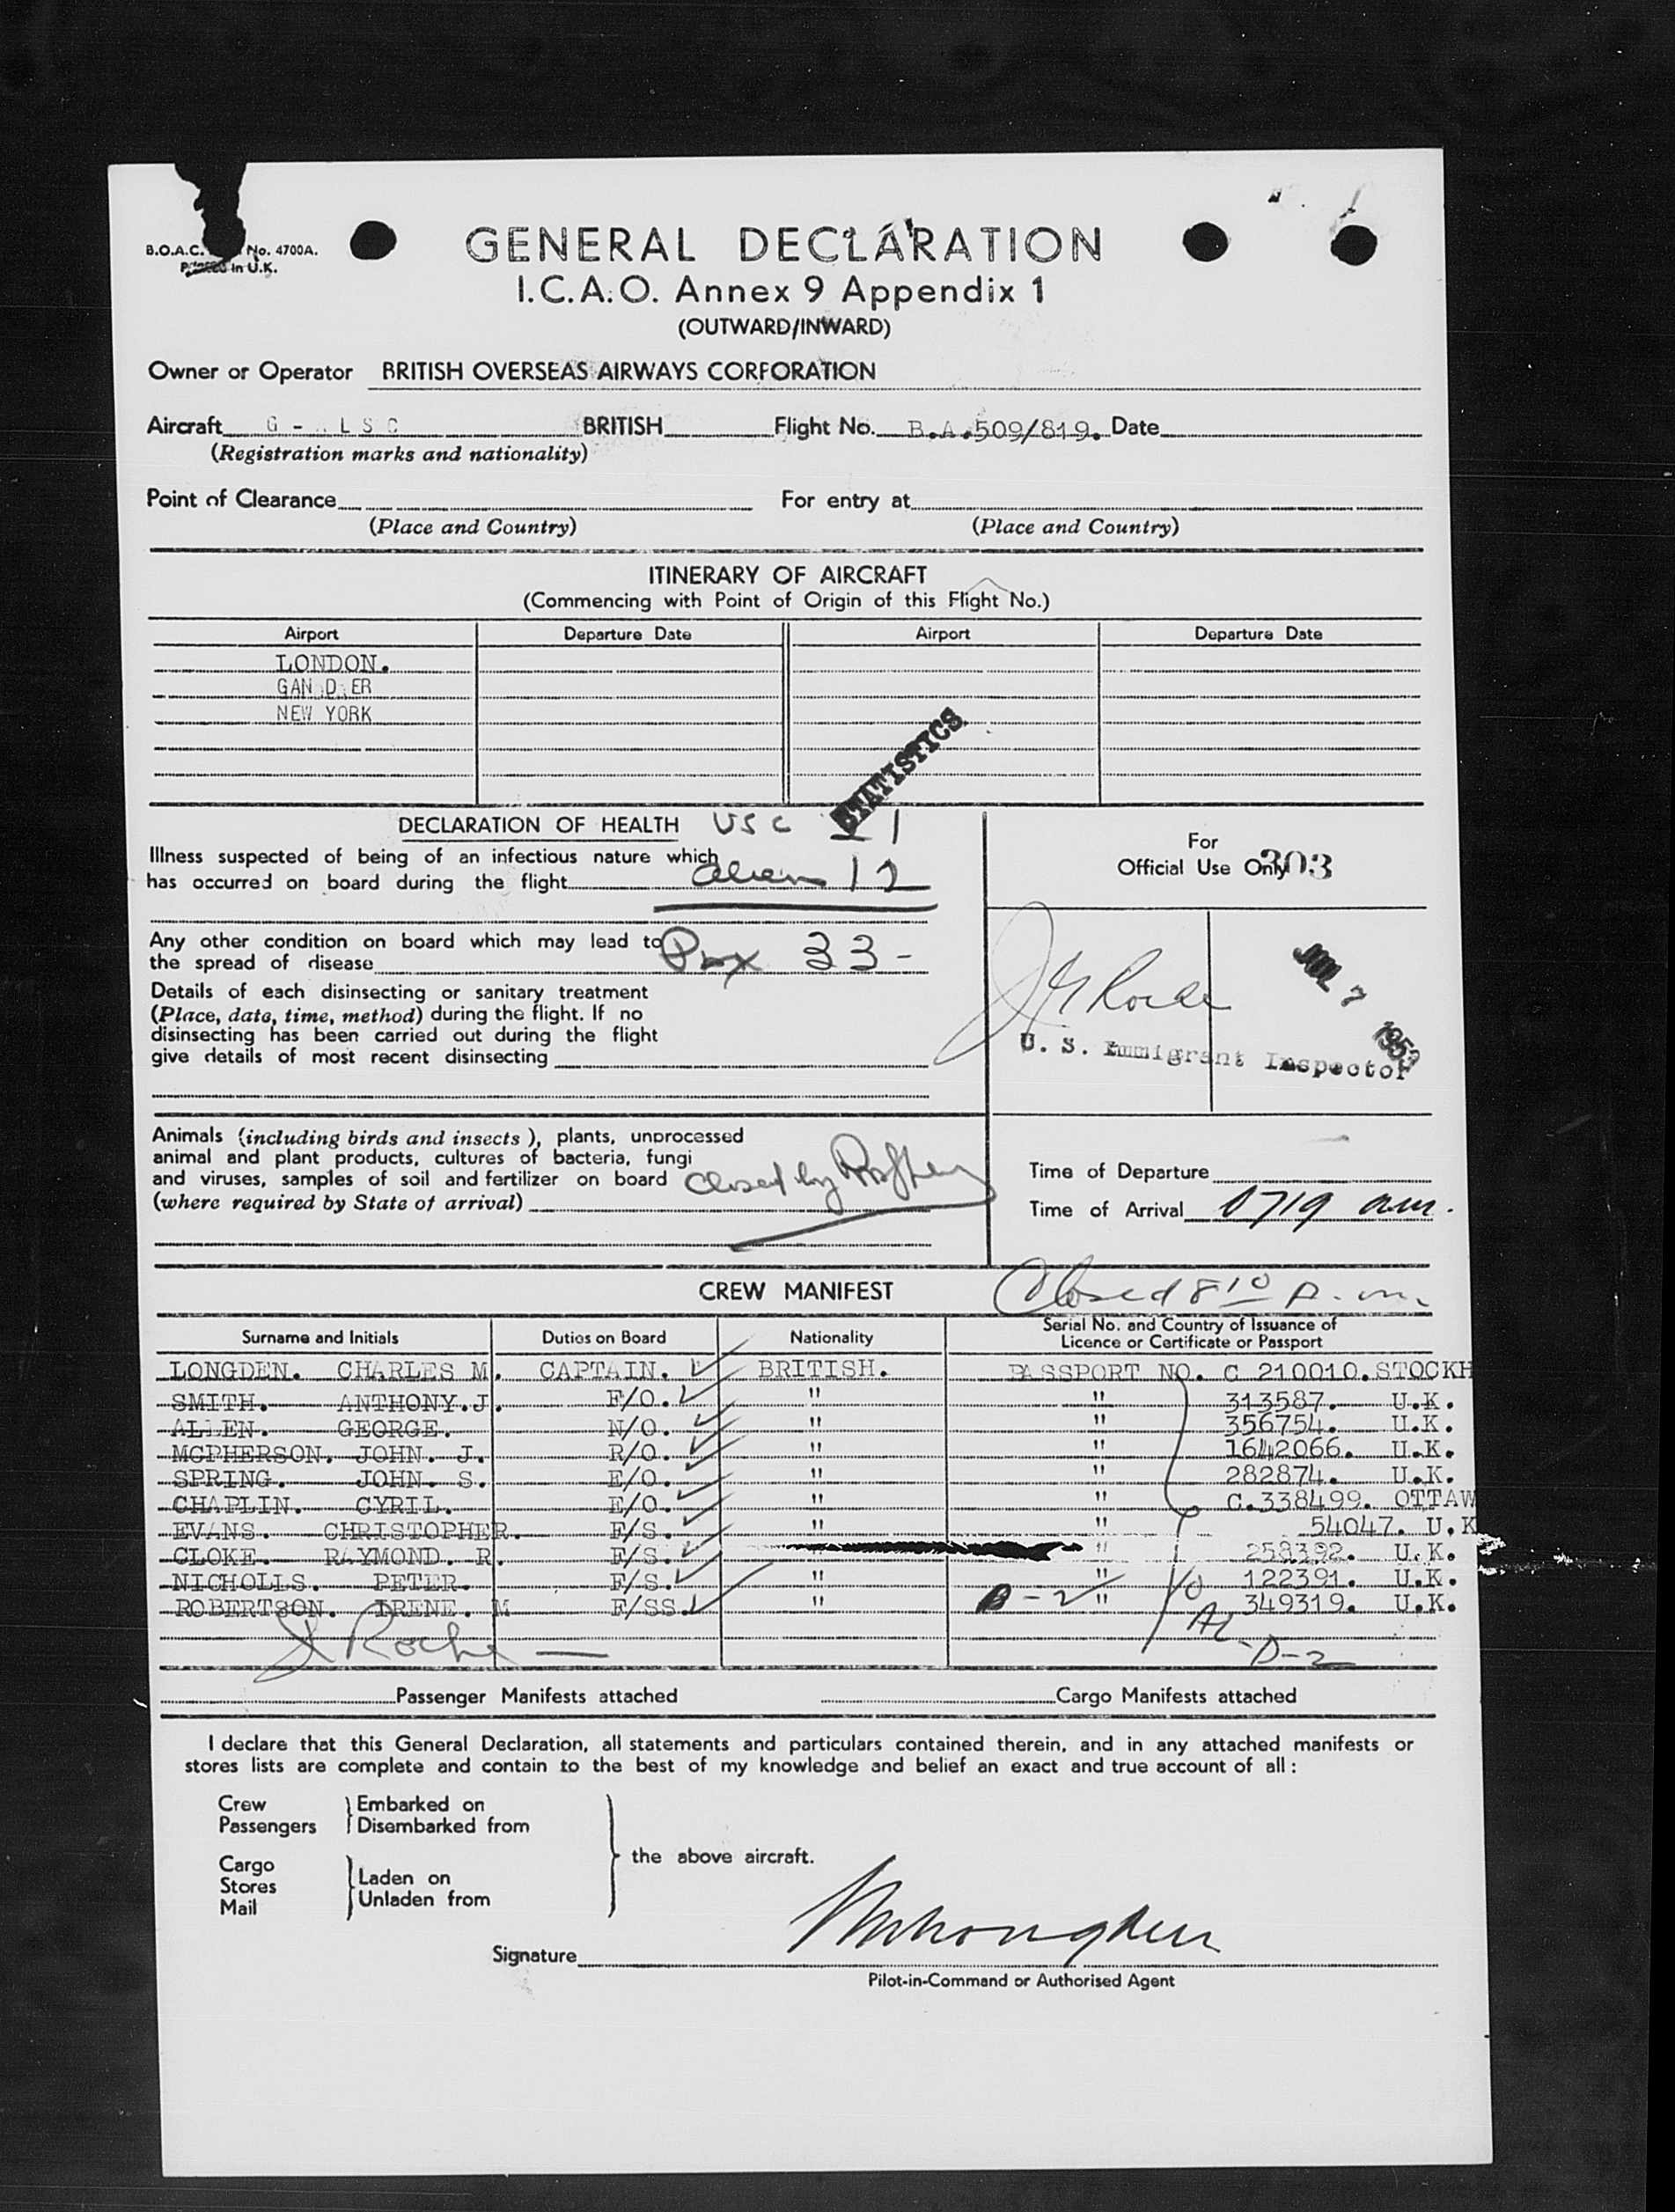 B.O.A.C. No. 4700A.
Printed in U.K.
GENERAL DECLARATION
I.C.A.O. Annex 9 Appendix 1
(OUTWARD/INWARD)
Owner or Operator BRITISH OVERSEAS AIRWAYS CORPORATION
Aircraft G - ALSC BRITISH Flight No. B.A.509/819. Date
(Registration marks and nationality)
Point of Clearance For entry at
(Place and Country) (Place and Country)
ITINERARY OF AIRCRAFT
(Commencing with Point of Origin of this Flight No.)
Airport Departure Date Airport Departure Date
LONDON.
GANDER
NEW YORK
STATISTICS
DECLARATION OF HEALTH USC 21
Illness suspected of being of an infectious nature which
has occurred on board during the flight alien 12
For
Official Use Only 303
Any other condition on board which may lead to
the spread of disease Pax 33 -
Details of each disinsecting or sanitary treatment
(Place, date, time, method) during the flight. If no
disinsecting has been carried out during the flight
give details of most recent disinsecting
JUL 7 1953
U. S. Immigrant Inspector
Animals (including birds and insects), plants, unprocessed
animal and plant products, cultures of bacteria, fungi
and viruses, samples of soil and fertilizer on board Closed by
(where required by State of arrival)
Time of Departure
Time of Arrival 0719 am.
CREW MANIFEST Closed 8 10 p.m.
Surname and Initials Duties on Board Nationality Serial No. and Country of Issuance of
Licence or Certificate or Passport
LONGDEN. CHARLES M. CAPTAIN. BRITISH. PASSPORT NO. C 210010.STOCKH
SMITH. ANTHONY.J. F/O. " " 313587. U.K.
ALLEN. GEORGE. N/O. " " 356754. U.K.
MCPHERSON. JOHN. J. R/O. " " 1642066. U.K.
SPRING. JOHN. S. E/O. " " 282874. U.K.
CHAPLIN. CYRIL. E/O. " " C.338499. OTTAW
EVANS. CHRISTOPHER. F/S. " " 54047. U.K
CLOKE. RAYMOND. R. F/S. " 258392. U.K.
NICHOLLS. PETER. F/S. " " 122391. U.K.
ROBERTSON. IRENE. M F/SS. " D-2 " 349319. U.K.
J Roche D-2
Passenger Manifests attached Cargo Manifests attached
I declare that this General Declaration, all statements and particulars contained therein, and in any attached manifests or
stores lists are complete and contain to the best of my knowledge and belief an exact and true account of all :
Crew Embarked on
Passengers Disembarked from
the above aircraft.
Cargo
Stores Laden on
Mail Unladen from
Signature
Pilot-in-Command or Authorised Agent